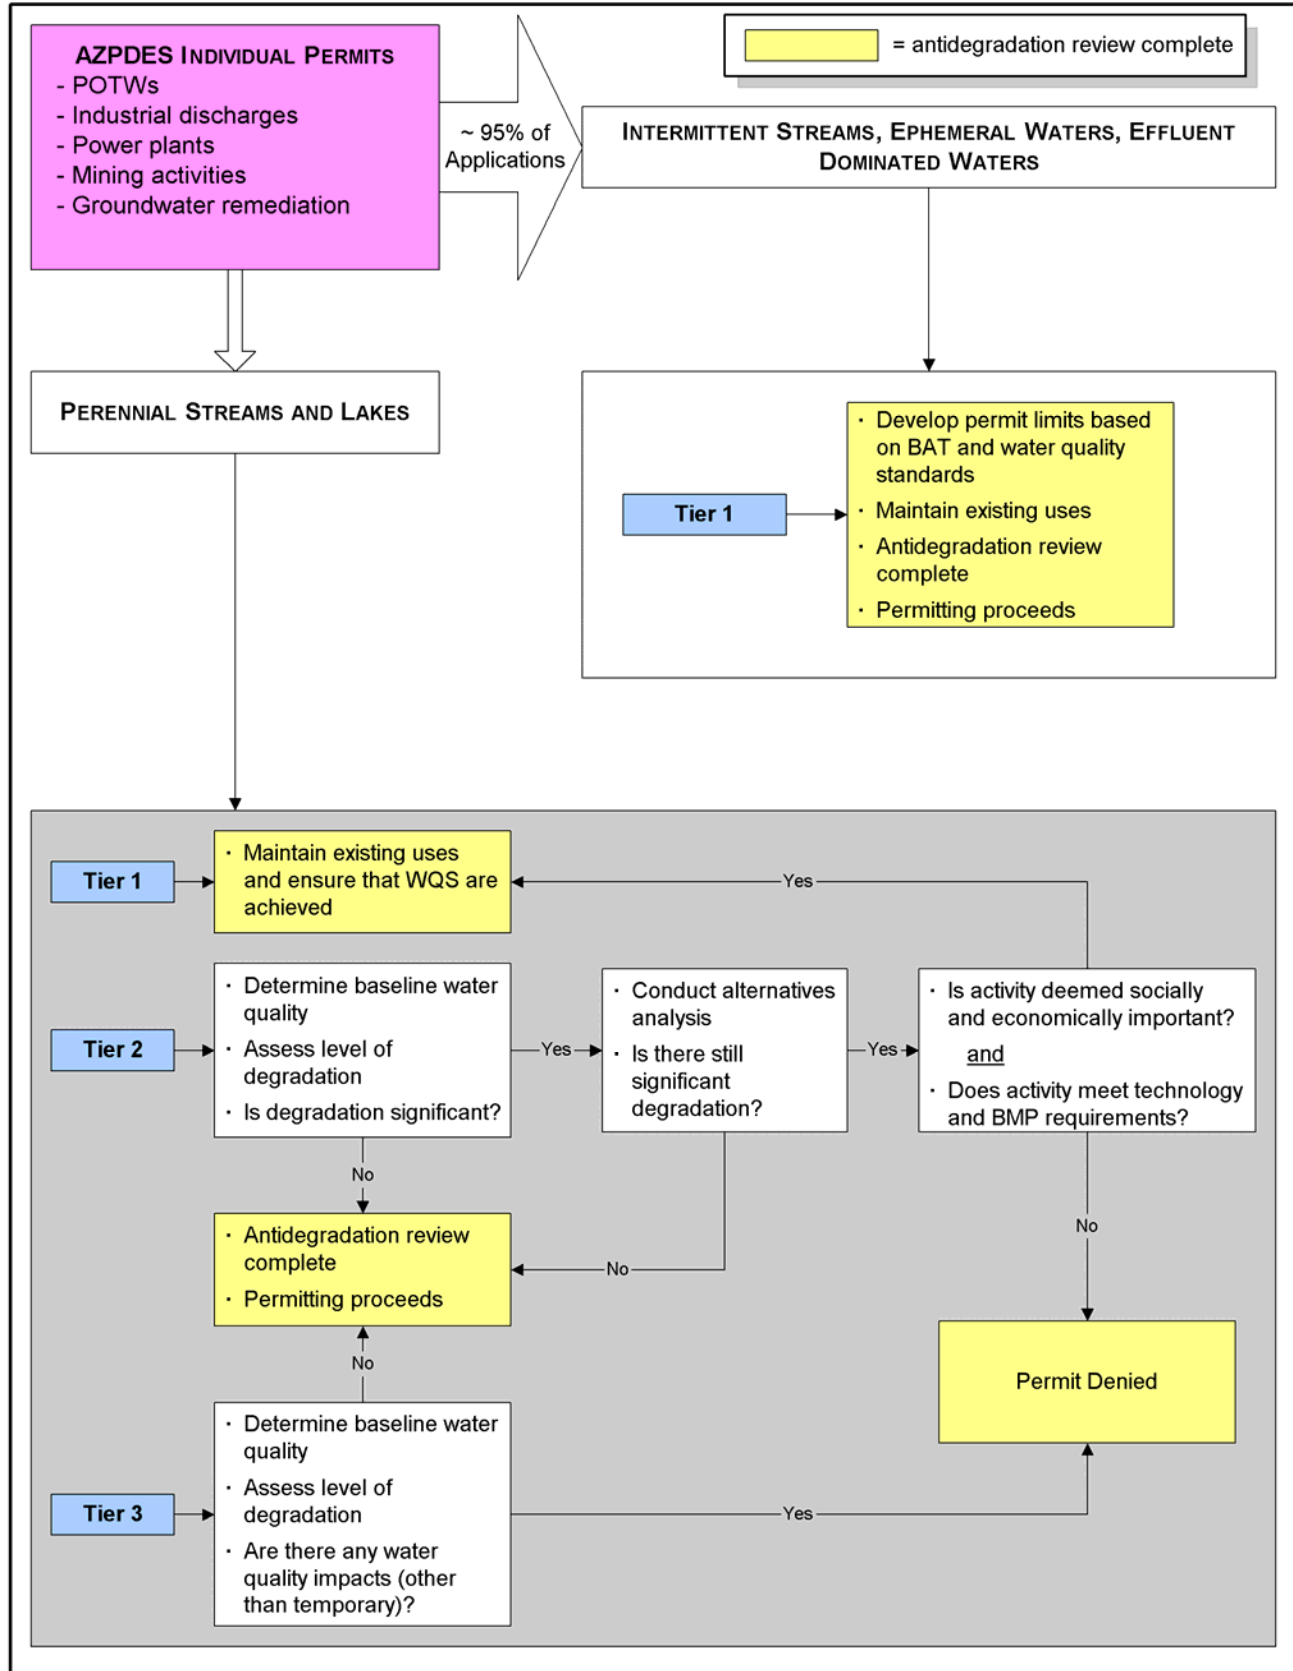 AZPDES INDIVIDUAL PERMITS
- POTWs
- Industrial discharges
- Power plants
- Mining activities
- Groundwater remediation
~ 95% of
Applications
= antidegradation review complete
INTERMITTENT STREAMS, EPHEMERAL WATERS, EFFLUENT
DOMINATED WATERS
PERENNIAL STREAMS AND LAKES
Tier 1
· Develop permit limits based
on BAT and water quality
standards
· Maintain existing uses
· Antidegradation review
complete
· Permitting proceeds
Tier 1
· Maintain existing uses
and ensure that WQS are
achieved
Yes
Tier 2
· Determine baseline water
quality
· Assess level of
degradation
· Is degradation significant?
Yes
· Conduct alternatives
analysis
· Is there still
significant
degradation?
Yes
· Is activity deemed socially
and economically important?
and
· Does activity meet technology
and BMP requirements?
No
No
No
· Antidegradation review
complete
· Permitting proceeds
No
Permit Denied
Tier 3
· Determine baseline water
quality
· Assess level of
degradation
· Are there any water
quality impacts (other
than temporary)?
Yes